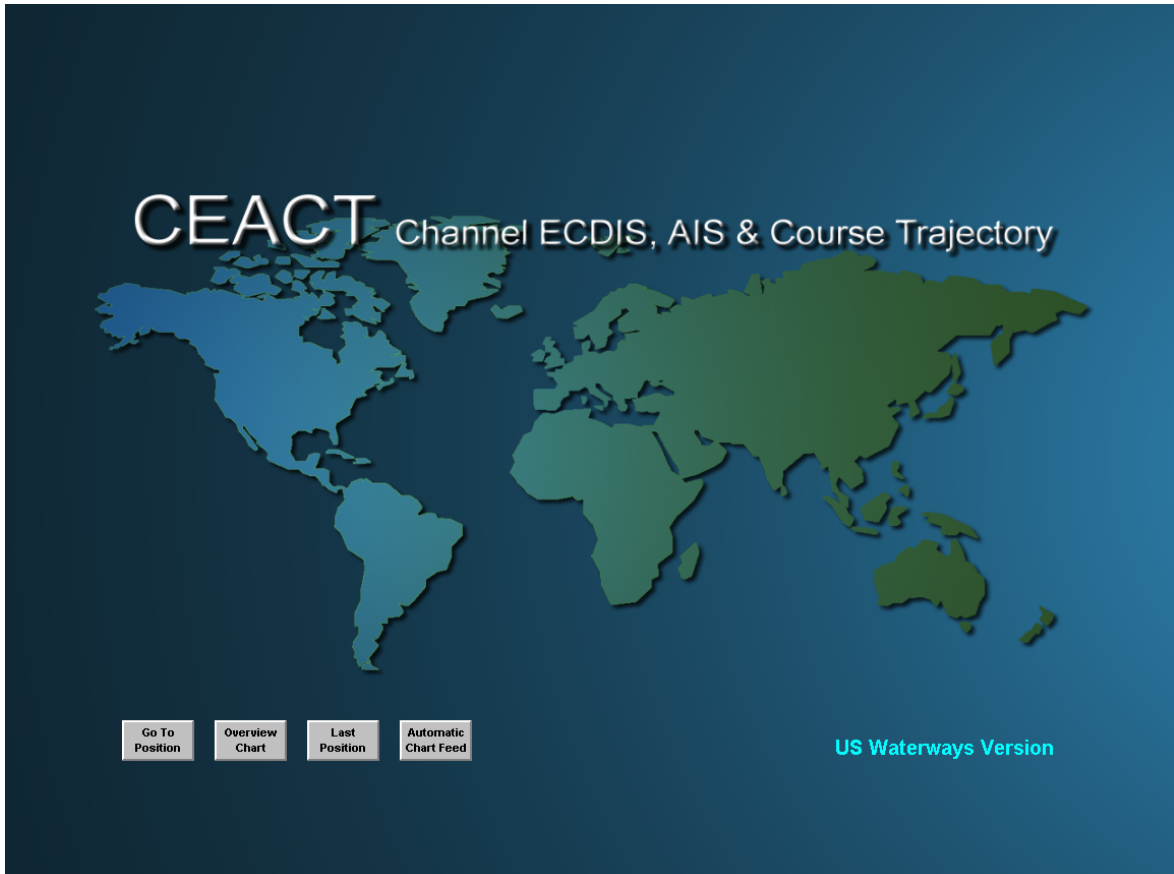 CEACT Channel ECDIS, AIS & Course Trajectory
Go To
Position
Overview
Chart
Last
Position
Automatic
Chart Feed
US Waterways Version